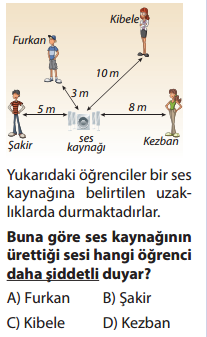 Kibele
Furkan
10 m
3 m
5 m
8 m
Şakir
ses
kaynağı
Kezban
Yukarıdaki öğrenciler bir ses
kaynağına belirtilen uzak-
lıklarda durmaktadırlar.
Buna göre ses kaynağının
ürettiği sesi hangi öğrenci
daha şiddetli duyar?
A) Furkan B) Şakir
C) Kibele D) Kezban